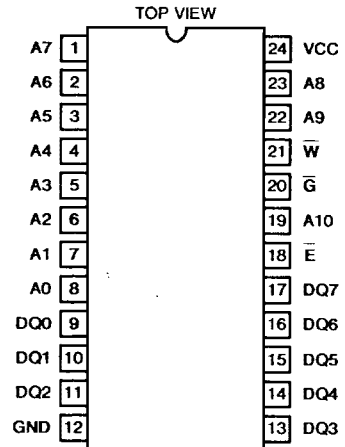 TOP VIEW
A7 1 24 VCC
A6 2 23 A8
A5 3 22 A9
A4 4 21 W̅
A3 5 20 G̅
A2 6 19 A10
A1 7 18 E̅
A0 8 17 DQ7
DQ0 9 16 DQ6
DQ1 10 15 DQ5
DQ2 11 14 DQ4
GND 12 13 DQ3